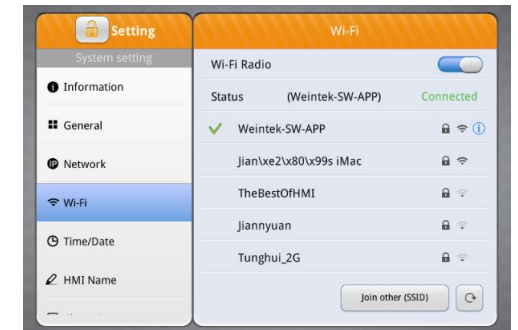 Setting
System setting
Information
General
Network
Wi-Fi
Time/Date
HMI Name
Wi-Fi
Wi-Fi Radio
Status (Weintek-SW-APP) Connected
Weintek-SW-APP
Jian\xe2\x80\x99s iMac
TheBestOfHMI
Jiannyuan
Tunghui_2G
Join other (SSID)